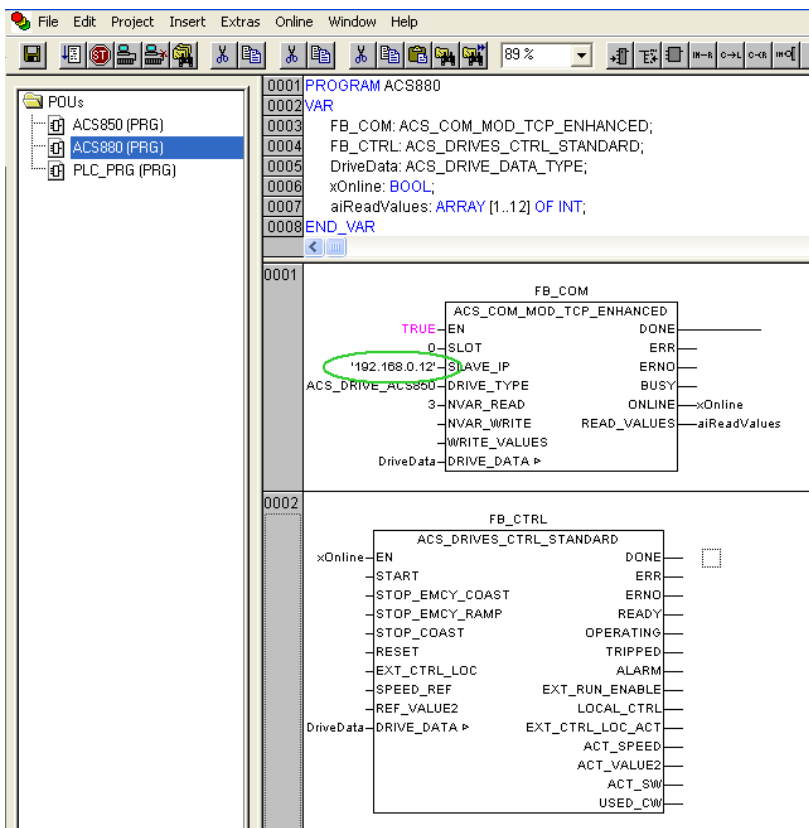 File Edit Project Insert Extras Online Window Help
89 %
POUs
ACS850 (PRG)
ACS880 (PRG)
PLC_PRG (PRG)
0001 PROGRAM ACS880
0002 VAR
0003 FB_COM: ACS_COM_MOD_TCP_ENHANCED;
0004 FB_CTRL: ACS_DRIVES_CTRL_STANDARD;
0005 DriveData: ACS_DRIVE_DATA_TYPE;
0006 xOnline: BOOL;
0007 aiReadValues: ARRAY [1..12] OF INT;
0008 END_VAR
0001
FB_COM
ACS_COM_MOD_TCP_ENHANCED
TRUE EN DONE
0 SLOT ERR
'192.168.0.12' SLAVE_IP ERNO
ACS_DRIVE_ACS850 DRIVE_TYPE BUSY
3 NVAR_READ ONLINE xOnline
NVAR_WRITE READ_VALUES aiReadValues
WRITE_VALUES
DriveData DRIVE_DATA
0002
FB_CTRL
ACS_DRIVES_CTRL_STANDARD
xOnline EN DONE
START ERR
STOP_EMCY_COAST ERNO
STOP_EMCY_RAMP READY
STOP_COAST OPERATING
RESET TRIPPED
EXT_CTRL_LOC ALARM
SPEED_REF EXT_RUN_ENABLE
REF_VALUE2 LOCAL_CTRL
DriveData DRIVE_DATA EXT_CTRL_LOC_ACT
ACT_SPEED
ACT_VALUE2
ACT_SW
USED_CW